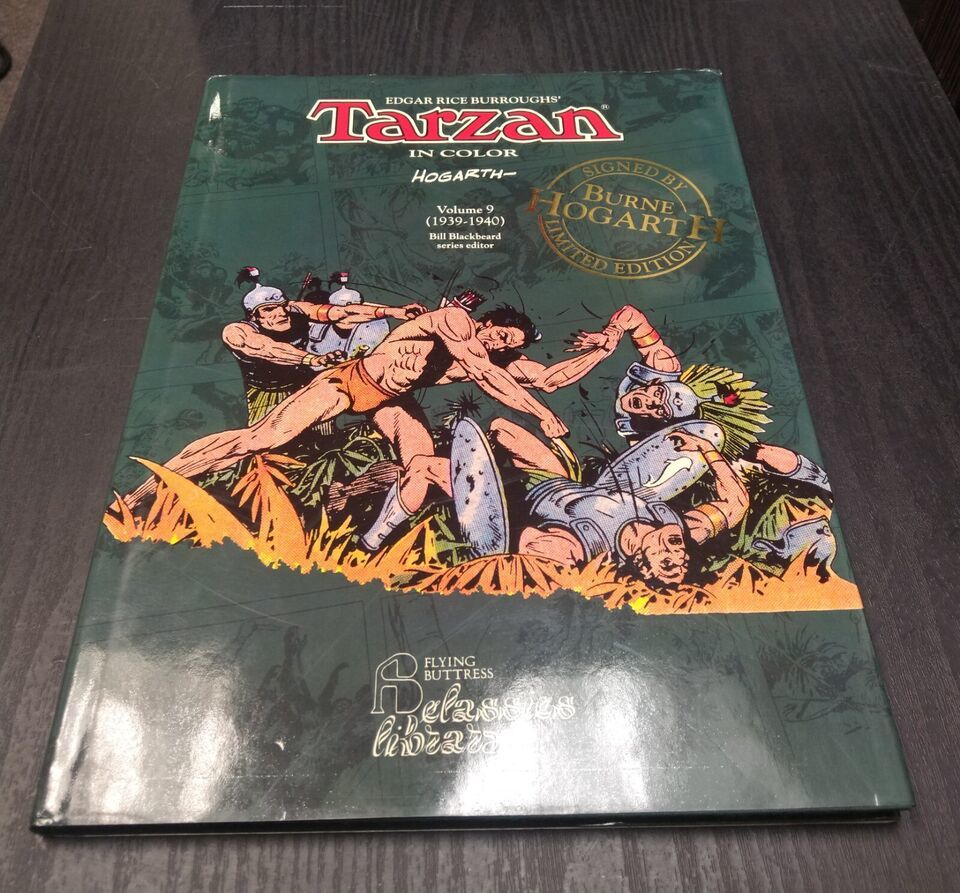 EDGAR RICE BURROUGHS'
Tarzan®
IN COLOR
HOGARTH
Volume 9
(1939-1940)
Bill Blackbeard
series editor
SIGNED BY
BURNE
HOGARTH
LIMITED EDITION
FLYING
BUTTRESS
classics